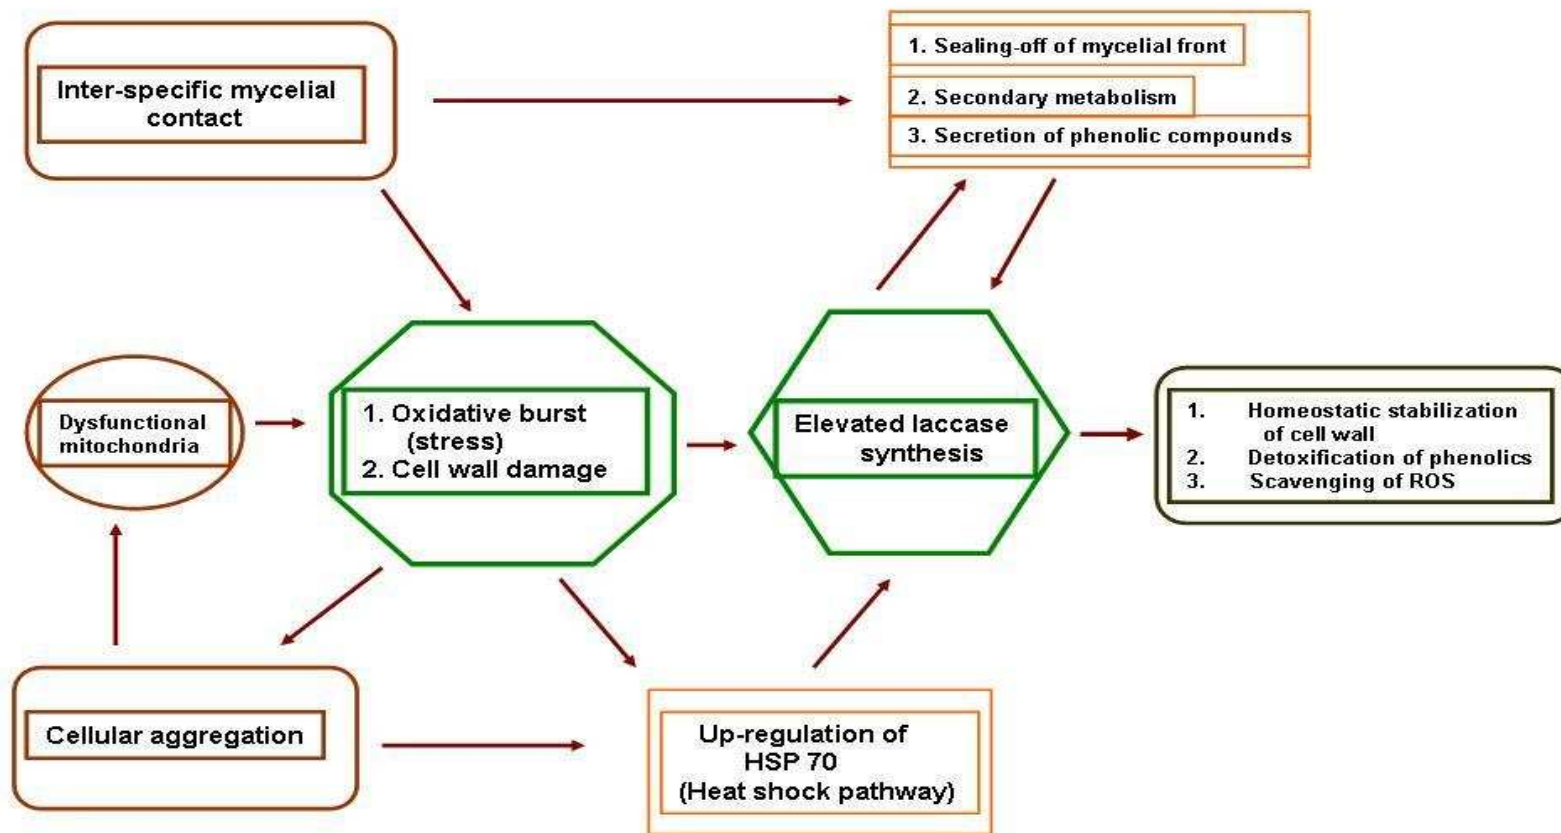 Inter-specific mycelial
contact
1. Sealing-off of mycelial front
2. Secondary metabolism
3. Secretion of phenolic compounds
Dysfunctional
mitochondria
1. Oxidative burst
(stress)
2. Cell wall damage
Elevated laccase
synthesis
1. Homeostatic stabilization
of cell wall
2. Detoxification of phenolics
3. Scavenging of ROS
Cellular aggregation
Up-regulation of
HSP 70
(Heat shock pathway)